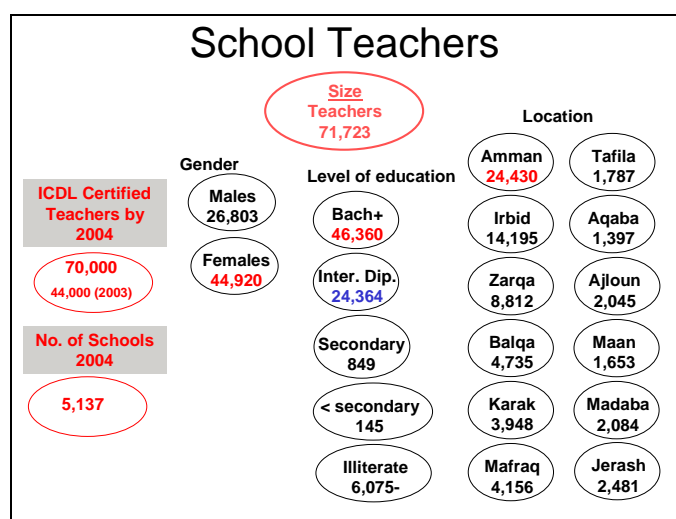 School Teachers
Size
Teachers
71,723
ICDL Certified
Teachers by
2004
70,000
44,000 (2003)
No. of Schools
2004
5,137
Gender
Males
26,803
Females
44,920
Level of education
Bach+
46,360
Inter. Dip.
24,364
Secondary
849
< secondary
145
Illiterate
6,075-
Location
Amman
24,430
Irbid
14,195
Zarqa
8,812
Balqa
4,735
Karak
3,948
Mafraq
4,156
Tafila
1,787
Aqaba
1,397
Ajloun
2,045
Maan
1,653
Madaba
2,084
Jerash
2,481